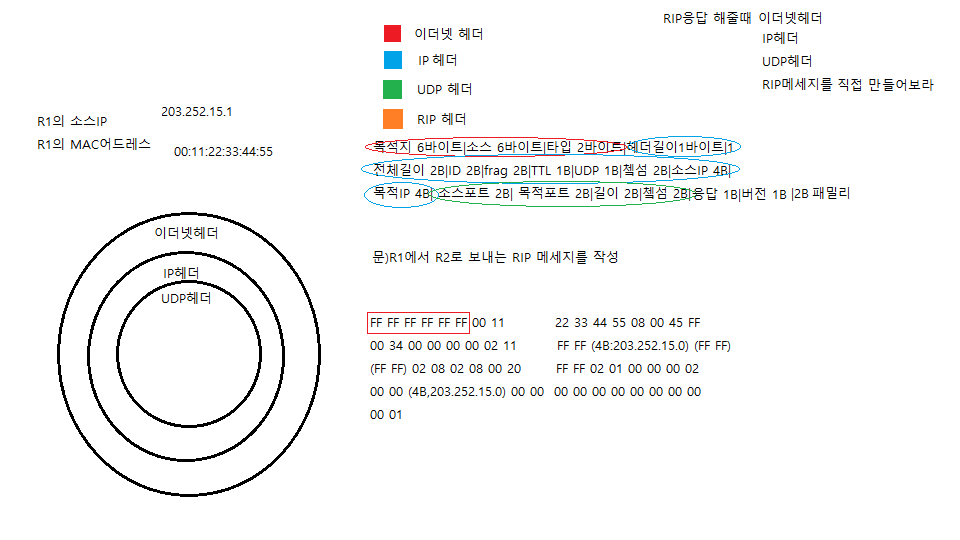 RIP응답 해줄때 이더넷헤더
IP헤더
UDP헤더
RIP메세지를 직접 만들어보라
이더넷 헤더
IP 헤더
UDP 헤더
RIP 헤더
R1의 소스IP 203.252.15.1
R1의 MAC어드레스 00:11:22:33:44:55
목적지 6바이트|소스 6바이트|타입 2바이트|헤더길이1바이트|1
전체길이 2B|ID 2B|frag 2B|TTL 1B|UDP 1B|첵섬 2B|소스IP 4B|
목적IP 4B| 소스포트 2B| 목적포트 2B|길이 2B|첵섬 2B|응답 1B|버전 1B |2B 패밀리
이더넷헤더
IP헤더
UDP헤더
문)R1에서 R2로 보내는 RIP 메세지를 작성
FF FF FF FF FF FF 00 11 22 33 44 55 08 00 45 FF
00 34 00 00 00 00 02 11 FF FF (4B:203.252.15.0) (FF FF)
(FF FF) 02 08 02 08 00 20 FF FF 02 01 00 00 00 02
00 00 (4B,203.252.15.0) 00 00 00 00 00 00 00 00 00 00
00 01